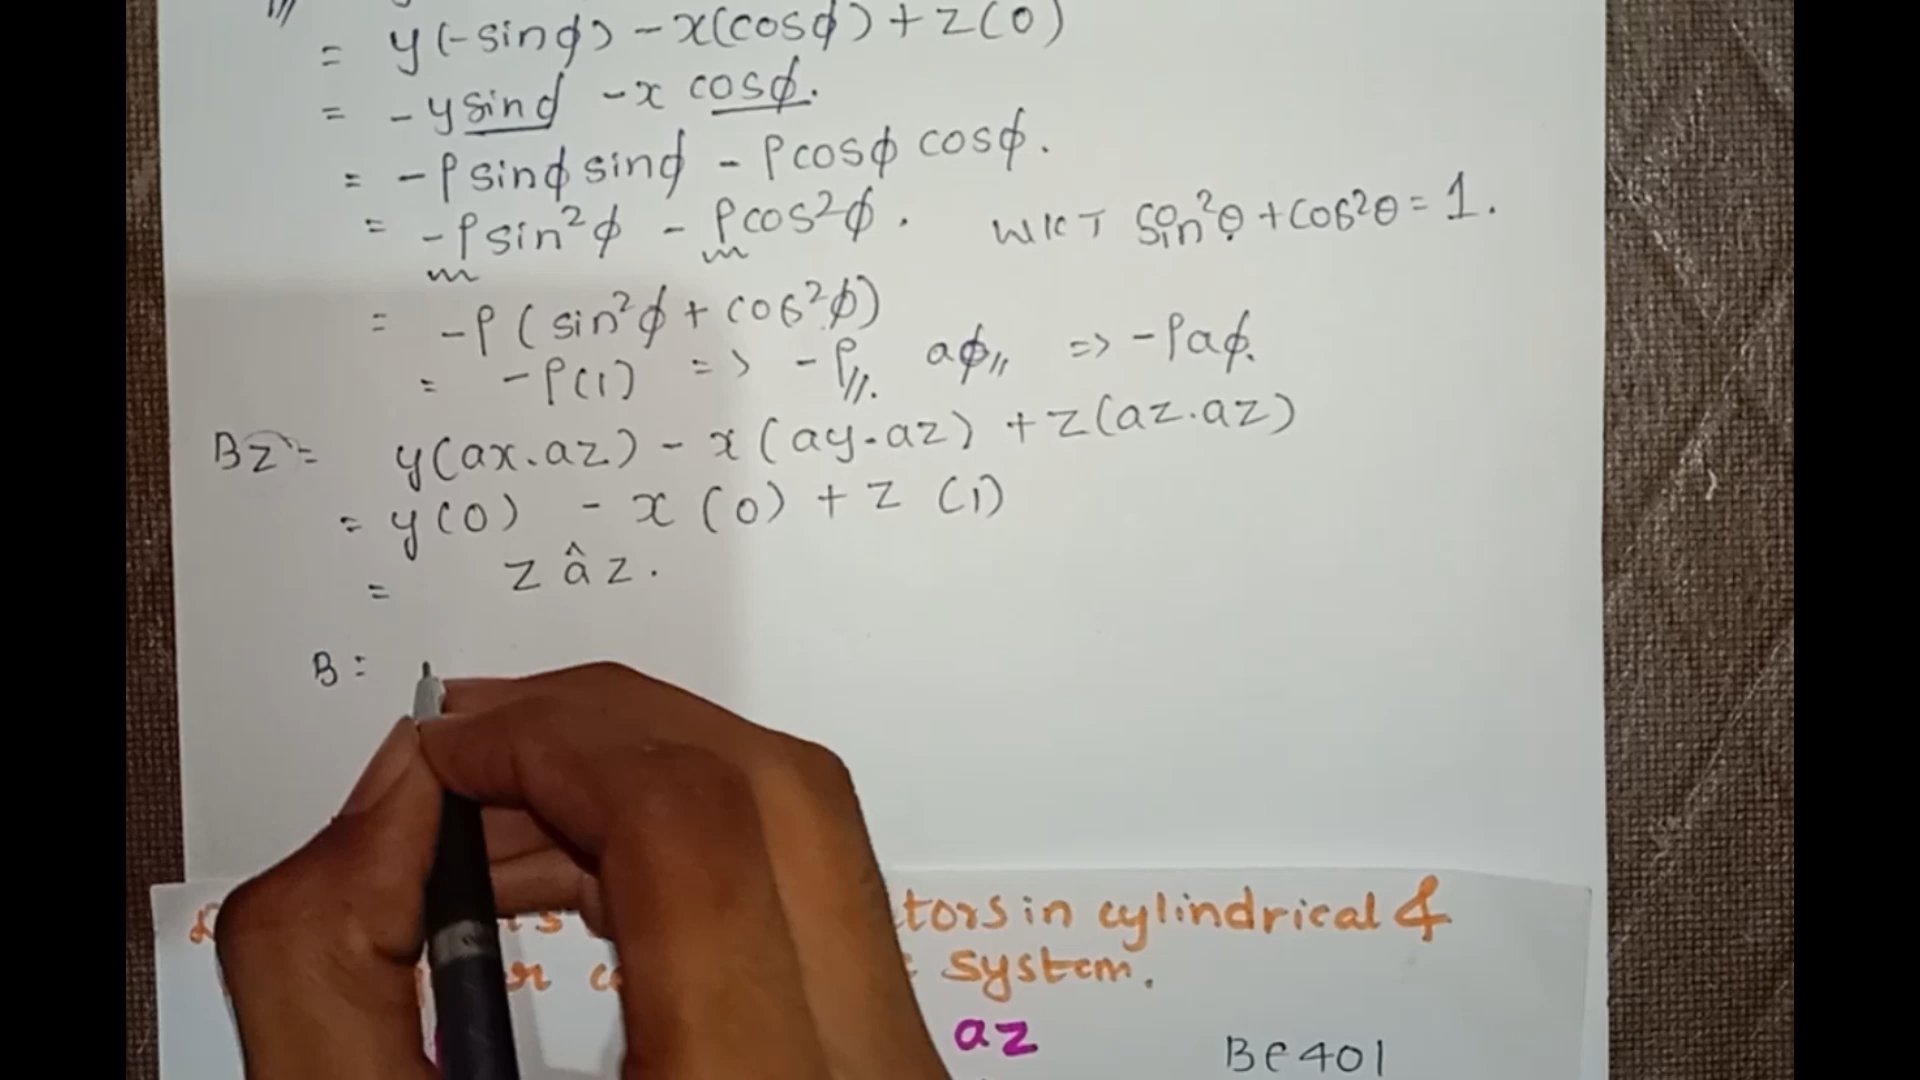 = y(-sinϕ) - x(cosϕ) + z(0)
= -y sinϕ - x cosϕ.
= -ρ sinϕ sinϕ - ρ cosϕ cosϕ.
= -ρ sin²ϕ - ρ cos²ϕ. WKT sin²θ + cos²θ = 1.
= -ρ (sin²ϕ + cos²ϕ)
= -ρ(1) => -ρ//. aϕ// => -ρaϕ.
Bz = y(ax.az) - x(ay.az) + z(az.az)
= y(0) - x(0) + z (1)
= z âz.
B =
tors in cylindrical &
system.
az
BE401